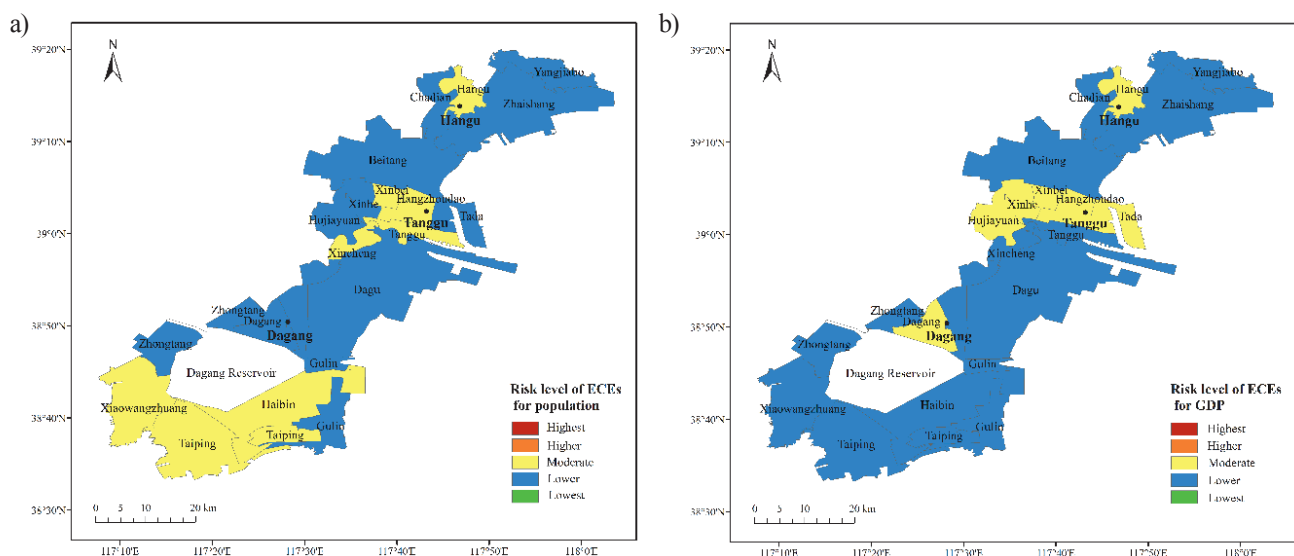 a)
N
39°20'N
39°10'N
39°0'N
38°50'N
38°40'N
38°30'N
Yangjiabo
Hangu
Chadian
Zhaishang
Hangu
Beitang
Xinbei
Hangzhoudao
Xinhe
Hujiayuan
Tanggu
Tada
Tanggu
Xincheng
Dagu
Zhongtang
Dagang
Dagang
Zhongtang
Gulin
Dagang Reservoir
Haibin
Xiaowangzhuang
Taiping
Taiping
Gulin
Risk level of ECEs
for population
Highest
Higher
Moderate
Lower
Lowest
0 5 10 20 km
117°10'E 117°20'E 117°30'E 117°40'E 117°50'E 118°0'E
b)
N
39°20'N
39°10'N
39°0'N
38°50'N
38°40'N
38°30'N
Yangjiabo
Hangu
Chadian
Zhaishang
Hangu
Beitang
Xinbei
Hangzhoudao
Xinhe
Hujiayuan
Tanggu
Tada
Tanggu
Xincheng
Dagu
Zhongtang
Dagang
Dagang
Zhongtang
Gulin
Dagang Reservoir
Haibin
Xiaowangzhuang
Taiping
Taiping
Gulin
Risk level of ECEs
for GDP
Highest
Higher
Moderate
Lower
Lowest
0 5 10 20 km
117°10'E 117°20'E 117°30'E 117°40'E 117°50'E 118°0'E